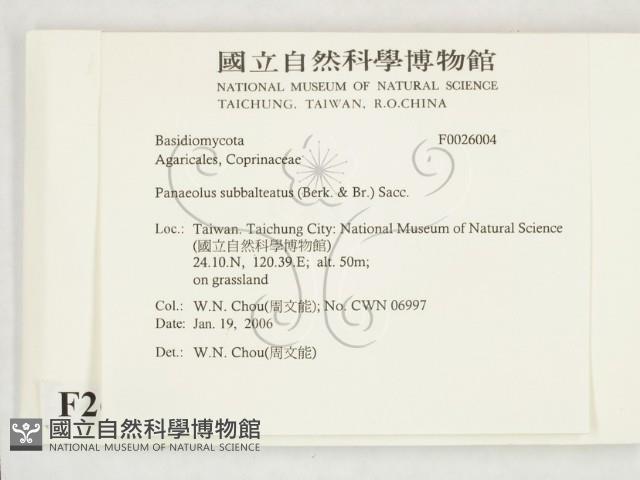 國立自然科學博物館
NATIONAL MUSEUM OF NATURAL SCIENCE
TAICHUNG, TAIWAN, R.O.CHINA
Basidiomycota F0026004
Agaricales, Coprinaceae
Panaeolus subbalteatus (Berk. & Br.) Sacc.
Loc.: Taiwan. Taichung City: National Museum of Natural Science
(國立自然科學博物館)
24.10.N, 120.39.E; alt. 50m;
on grassland
Col.: W.N. Chou(周文能); No. CWN 06997
Date: Jan. 19, 2006
Det.: W.N. Chou(周文能)
F2
國立自然科學博物館
NATIONAL MUSEUM OF NATURAL SCIENCE